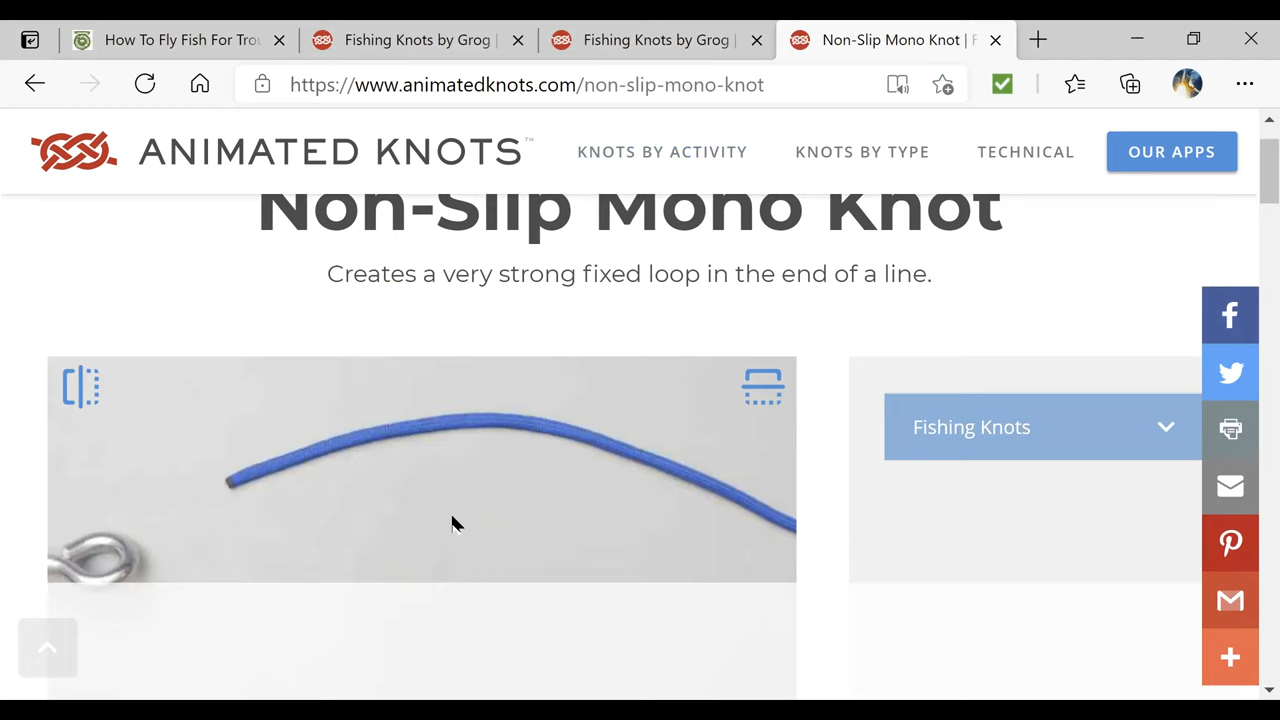 How To Fly Fish For Trou
Fishing Knots by Grog |
Fishing Knots by Grog |
Non-Slip Mono Knot | F
https://www.animatedknots.com/non-slip-mono-knot
ANIMATED KNOTS™
KNOTS BY ACTIVITY
KNOTS BY TYPE
TECHNICAL
OUR APPS
Non-Slip Mono Knot
Creates a very strong fixed loop in the end of a line.
Fishing Knots